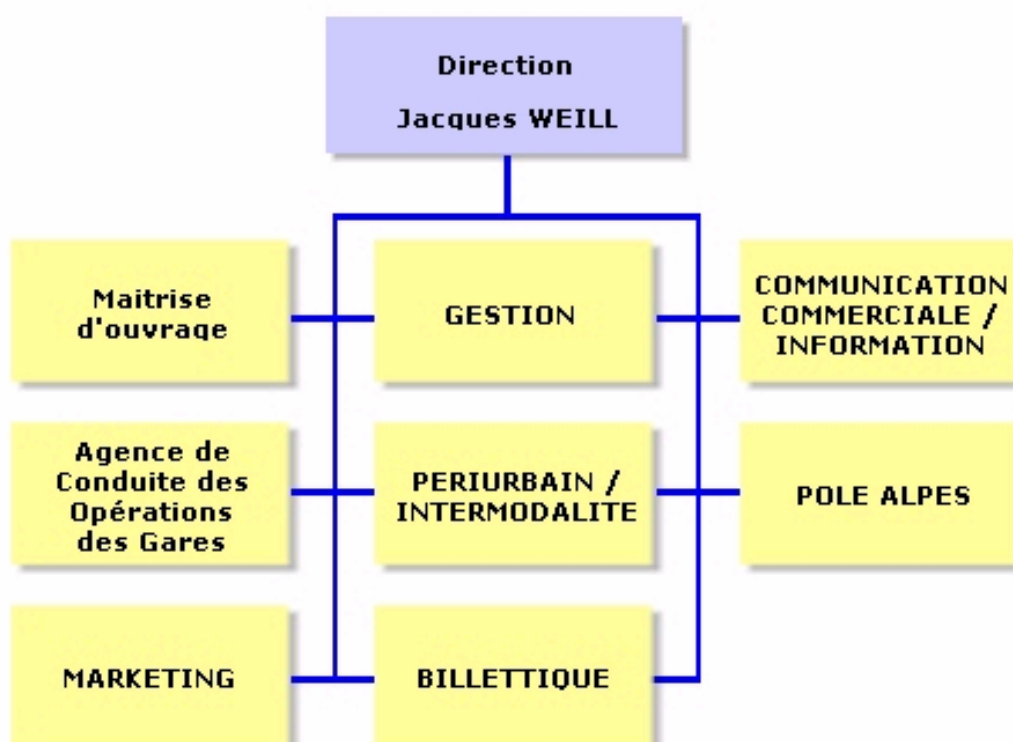 Direction
Jacques WEILL
Maitrise
d'ouvrage
GESTION
COMMUNICATION
COMMERCIALE /
INFORMATION
Agence de
Conduite des
Opérations
des Gares
PERIURBAIN /
INTERMODALITE
POLE ALPES
MARKETING
BILLETTIQUE